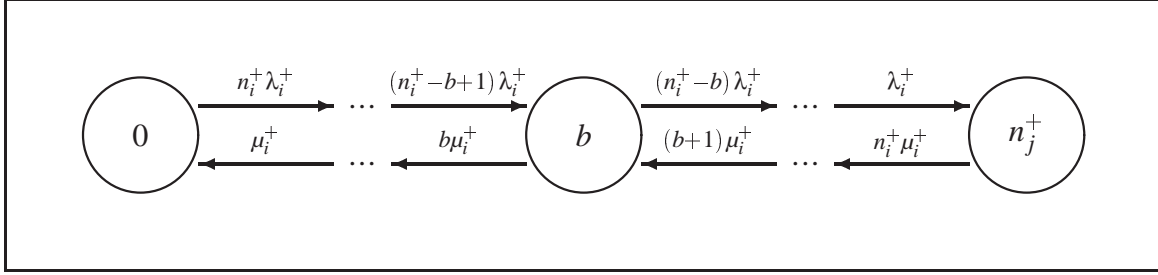 n_i^+ λ_i^+ (n_i^+−b+1) λ_i^+ (n_i^+−b) λ_i^+ λ_i^+
... ...
0 b n_j^+
μ_i^+ bμ_i^+ (b+1) μ_i^+ n_i^+ μ_i^+
... ...